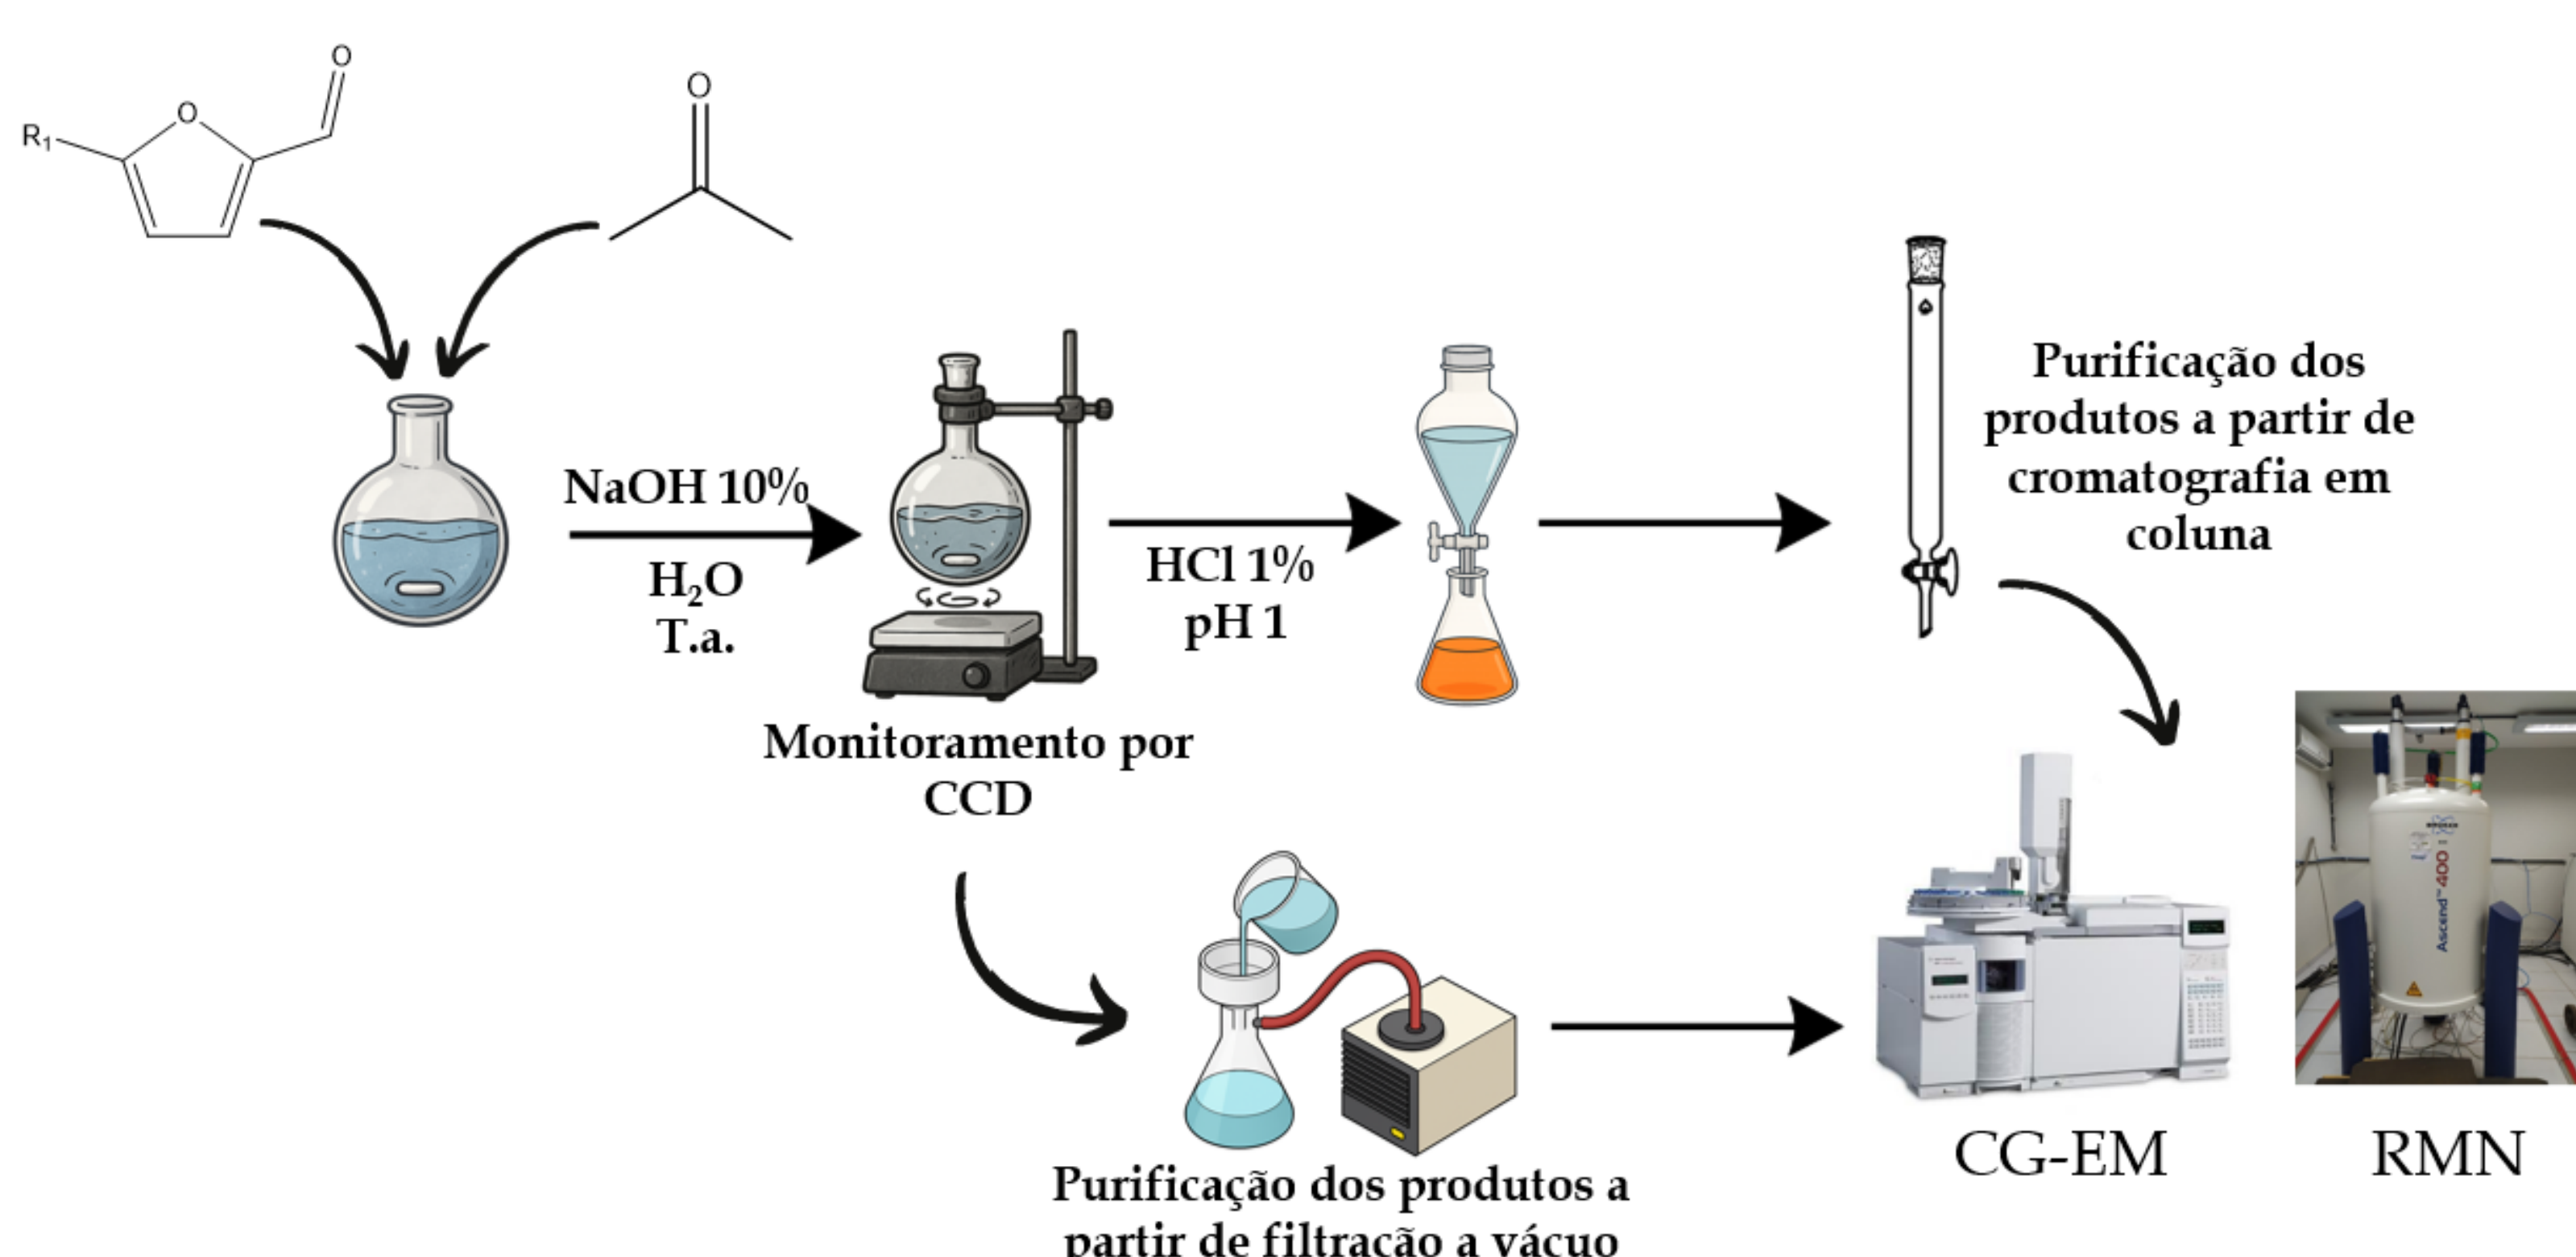 O
O
R₁
O
NaOH 10%
H₂O
T.a.
HCl 1%
pH 1
Monitoramento por
CCD
Purificação dos
produtos a partir de
cromatografia em
coluna
Purificação dos produtos a
partir de filtração a vácuo
Ascend™ 400
CG-EM
RMN